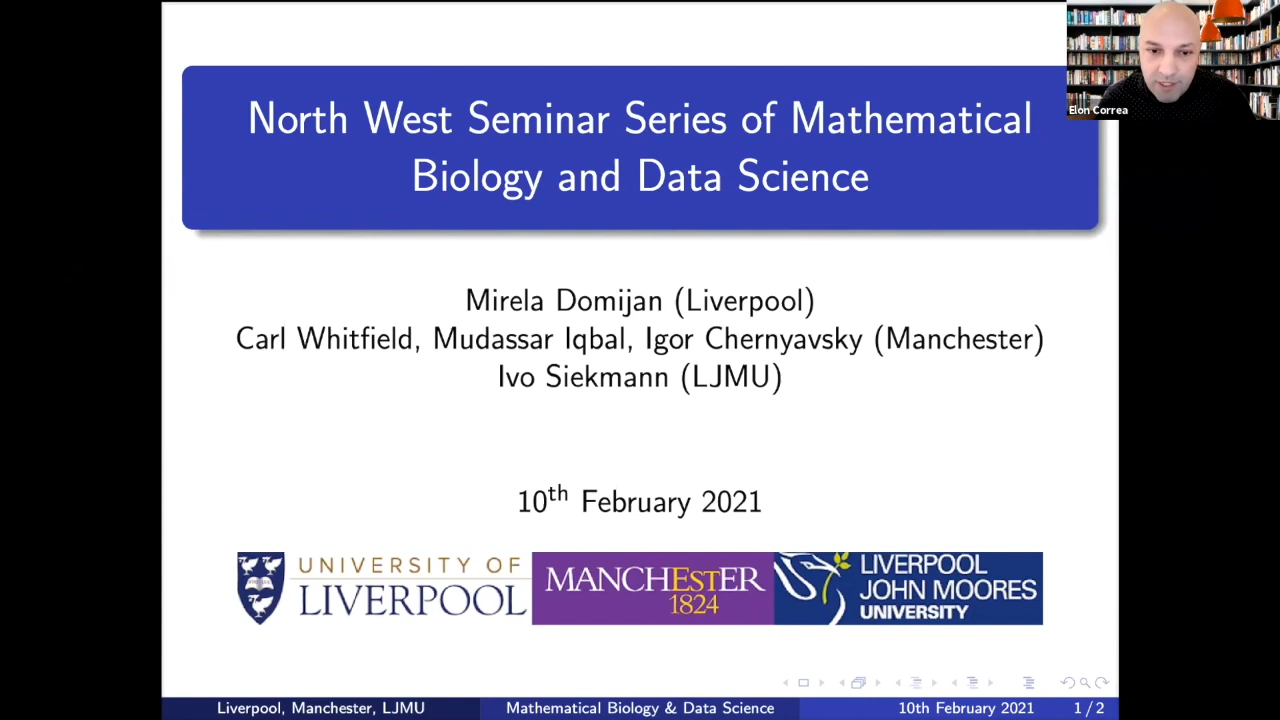 North West Seminar Series of Mathematical
Biology and Data Science
Elon Correa
Mirela Domijan (Liverpool)
Carl Whitfield, Mudassar Iqbal, Igor Chernyavsky (Manchester)
Ivo Siekmann (LJMU)
10th February 2021
UNIVERSITY OF
LIVERPOOL
MANCHESTER
1824
LIVERPOOL
JOHN MOORES
UNIVERSITY
Liverpool, Manchester, LJMU
Mathematical Biology & Data Science
10th February 2021
1 / 2